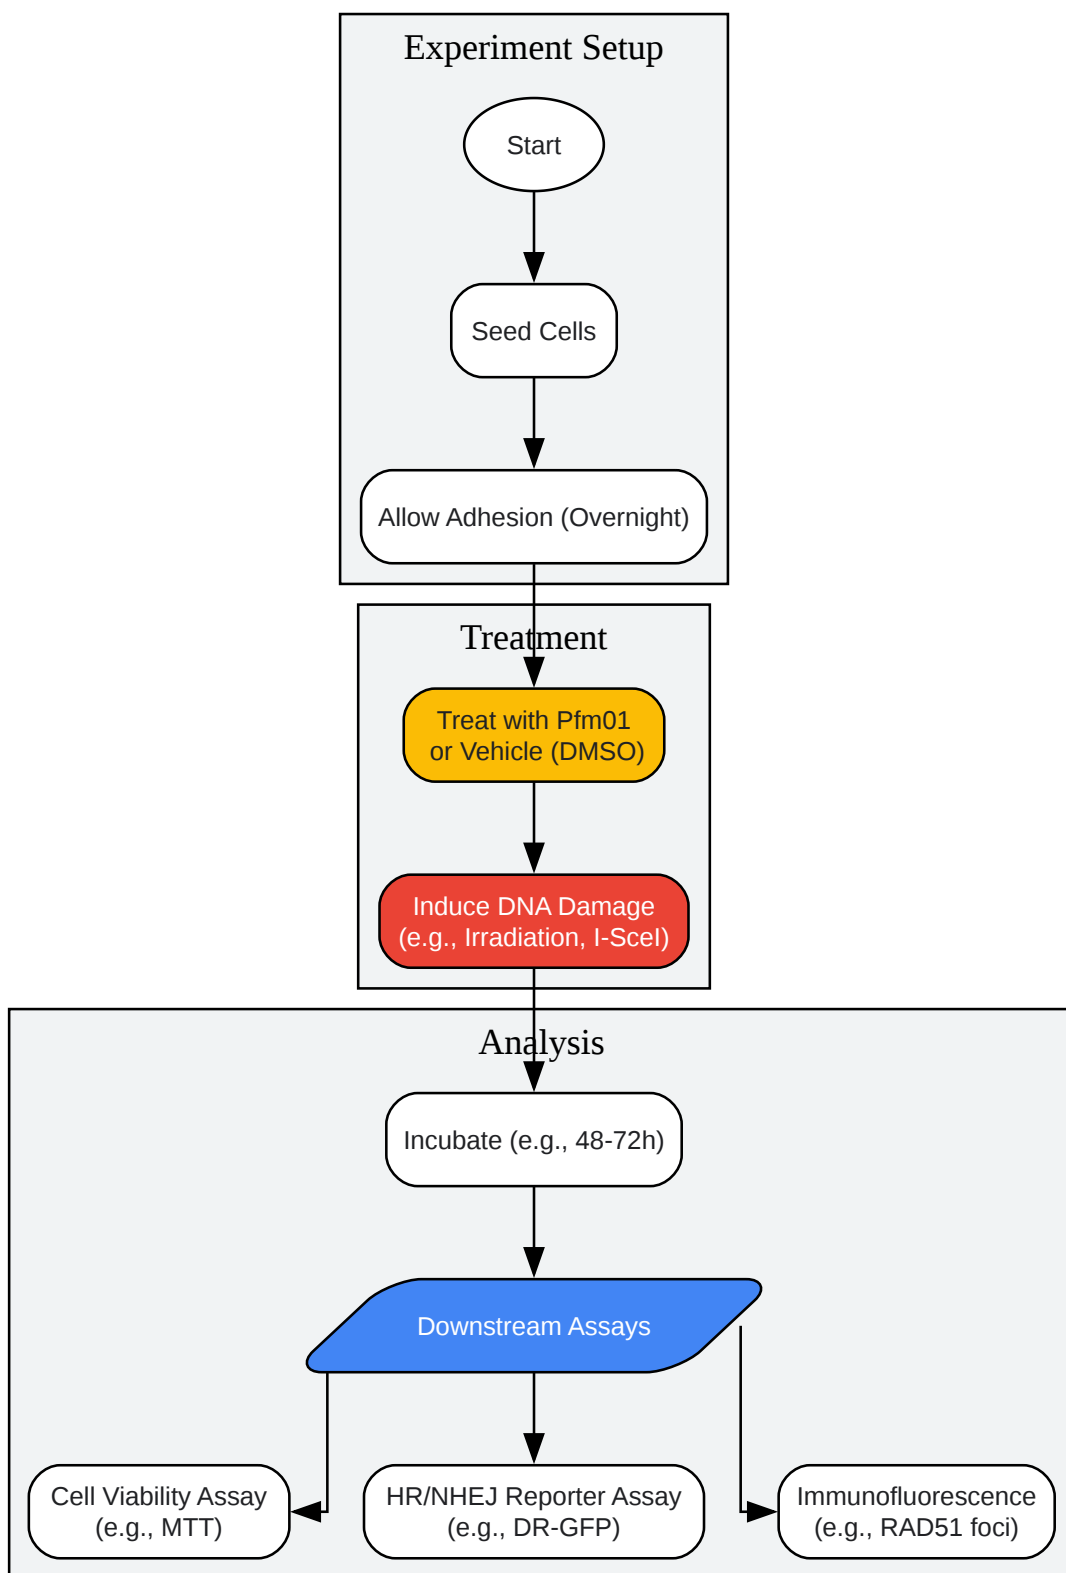 Experiment Setup
Start
Seed Cells
Allow Adhesion (Overnight)
Treatment
Treat with Pfm01
or Vehicle (DMSO)
Induce DNA Damage
(e.g., Irradiation, I-SceI)
Analysis
Incubate (e.g., 48-72h)
Downstream Assays
Cell Viability Assay
(e.g., MTT)
HR/NHEJ Reporter Assay
(e.g., DR-GFP)
Immunofluorescence
(e.g., RAD51 foci)